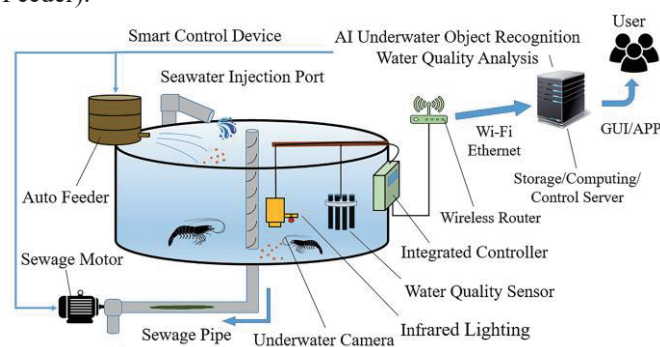 Feeder).
Smart Control Device
AI Underwater Object Recognition
Water Quality Analysis
User
Seawater Injection Port
Wi-Fi
Ethernet
GUI/APP
Storage/Computing/
Control Server
Auto Feeder
Wireless Router
Integrated Controller
Sewage Motor
Water Quality Sensor
Sewage Pipe
Underwater Camera
Infrared Lighting